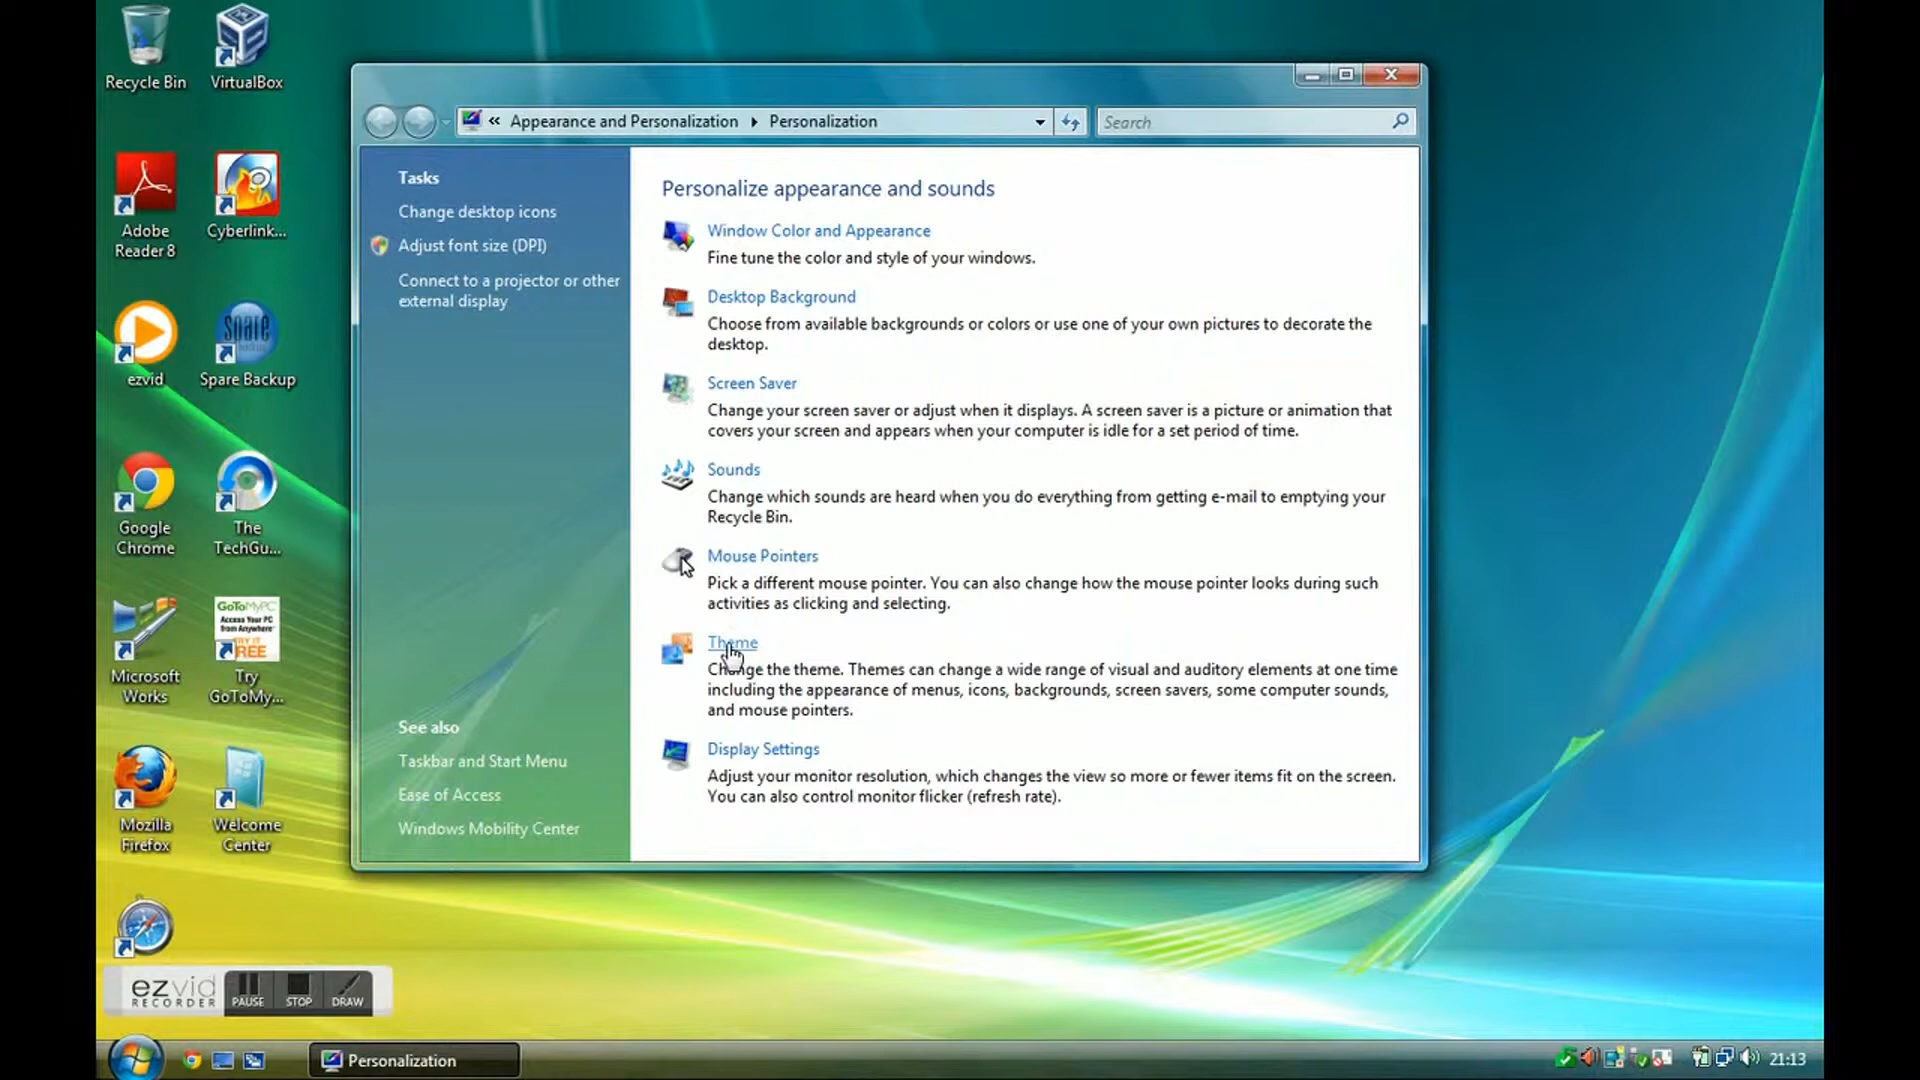 Recycle Bin
VirtualBox
Adobe
Reader 8
Cyberlink...
ezvid
Spare Backup
spare
Google
Chrome
The
TechGu...
Microsoft
Works
GoToMyPC
Access Your PC
from Anywhere
TRY IT
FREE
Try
GoToMy...
Mozilla
Firefox
Welcome
Center
Appearance and Personalization
Personalization
Search
Tasks
Change desktop icons
Adjust font size (DPI)
Connect to a projector or other
external display
See also
Taskbar and Start Menu
Ease of Access
Windows Mobility Center
Personalize appearance and sounds
Window Color and Appearance
Fine tune the color and style of your windows.
Desktop Background
Choose from available backgrounds or colors or use one of your own pictures to decorate the
desktop.
Screen Saver
Change your screen saver or adjust when it displays. A screen saver is a picture or animation that
covers your screen and appears when your computer is idle for a set period of time.
Sounds
Change which sounds are heard when you do everything from getting e-mail to emptying your
Recycle Bin.
Mouse Pointers
Pick a different mouse pointer. You can also change how the mouse pointer looks during such
activities as clicking and selecting.
Theme
Change the theme. Themes can change a wide range of visual and auditory elements at one time
including the appearance of menus, icons, backgrounds, screen savers, some computer sounds,
and mouse pointers.
Display Settings
Adjust your monitor resolution, which changes the view so more or fewer items fit on the screen.
You can also control monitor flicker (refresh rate).
ezvid
RECORDER
PAUSE
STOP
DRAW
Personalization
21:13